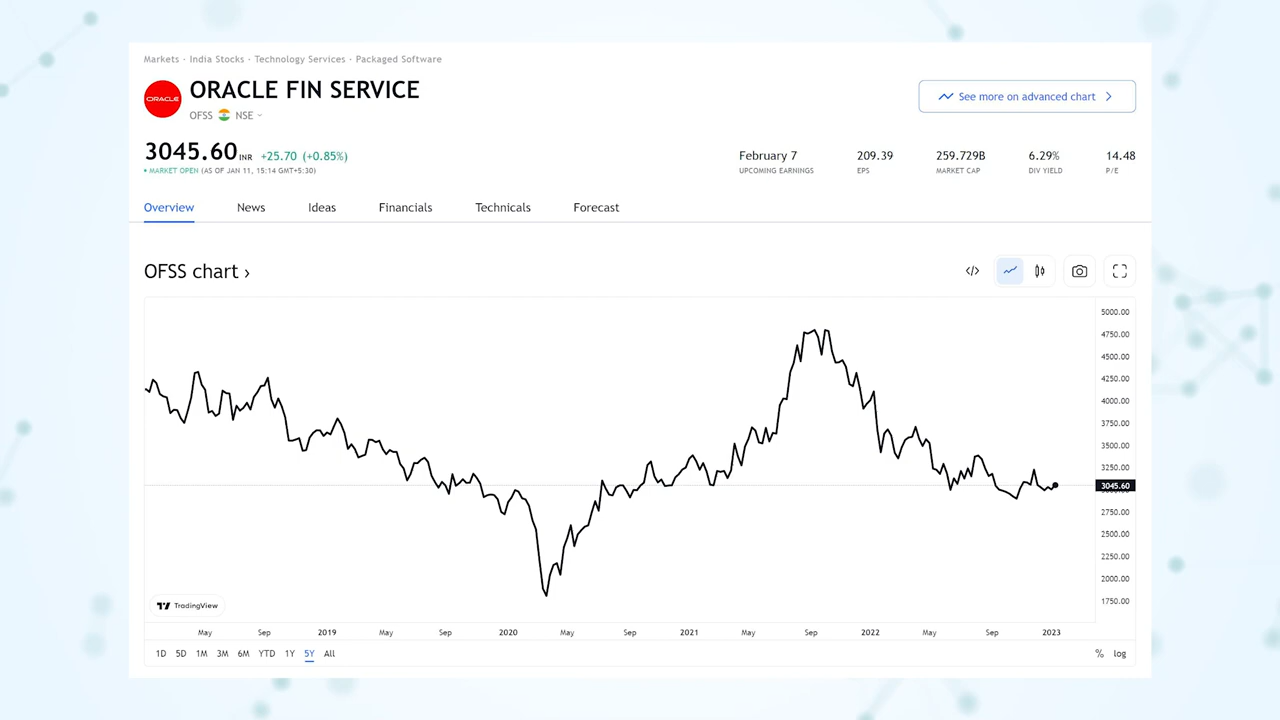 Markets · India Stocks · Technology Services · Packaged Software
ORACLE
ORACLE FIN SERVICE
OFSS NSE
See more on advanced chart
3045.60 INR +25.70 (+0.85%)
MARKET OPEN (AS OF JAN 11, 15:14 GMT+5:30)
February 7 209.39 259.729B 6.29% 14.48
UPCOMING EARNINGS EPS MARKET CAP DIV YIELD P/E
Overview News Ideas Financials Technicals Forecast
OFSS chart ›
5000.00
4750.00
4500.00
4250.00
4000.00
3750.00
3500.00
3250.00
3045.60
2750.00
2500.00
2250.00
2000.00
1750.00
TradingView
May Sep 2019 May Sep 2020 May Sep 2021 May Sep 2022 May Sep 2023
1D 5D 1M 3M 6M YTD 1Y 5Y All % log